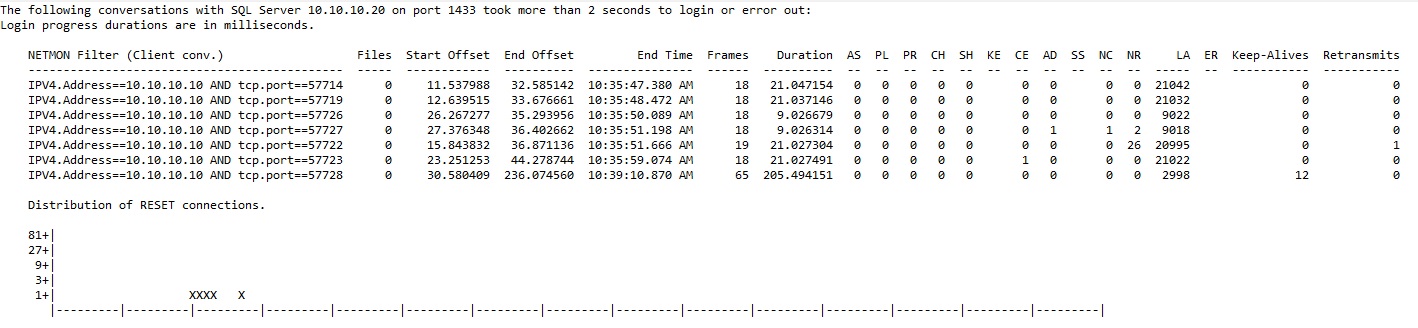 The following conversations with SQL Server 10.10.10.20 on port 1433 took more than 2 seconds to login or error out:
Login progress durations are in milliseconds.
NETMON Filter (Client conv.) Files Start Offset End Offset End Time Frames Duration AS PL PR CH SH KE CE AD SS NC NR LA ER Keep-Alives Retransmits
--------------------------------------------- ----- ------------ ---------- --------------- ------ ---------- -- -- -- -- -- -- -- -- -- -- -- ----- -- ----------- -----------
IPV4.Address==10.10.10.10 AND tcp.port==57714 0 11.537988 32.585142 10:35:47.380 AM 18 21.047154 0 0 0 0 0 0 0 0 0 21042 0 0
IPV4.Address==10.10.10.10 AND tcp.port==57719 0 12.639515 33.676661 10:35:48.472 AM 18 21.037146 0 0 0 0 0 0 0 0 0 21032 0 0
IPV4.Address==10.10.10.10 AND tcp.port==57726 0 26.267277 35.293956 10:35:50.089 AM 18 9.026679 0 0 0 0 0 0 0 0 0 9022 0 0
IPV4.Address==10.10.10.10 AND tcp.port==57727 0 27.376348 36.402662 10:35:51.198 AM 18 9.026314 0 0 0 0 0 0 1 1 2 9018 0 0
IPV4.Address==10.10.10.10 AND tcp.port==57722 0 15.843832 36.871136 10:35:51.666 AM 19 21.027304 0 0 0 0 0 0 0 0 26 20995 0 1
IPV4.Address==10.10.10.10 AND tcp.port==57723 0 23.251253 44.278744 10:35:59.074 AM 18 21.027491 0 0 0 0 0 1 0 0 0 21022 0 0
IPV4.Address==10.10.10.10 AND tcp.port==57728 0 30.580409 236.074560 10:39:10.870 AM 65 205.494151 0 0 0 0 0 0 0 0 0 2998 12 0
Distribution of RESET connections.
81+|
27+|
9+|
3+|
1+| XXXX X
|---------|---------|---------|---------|---------|---------|---------|---------|---------|---------|---------|---------|---------|---------|---------|